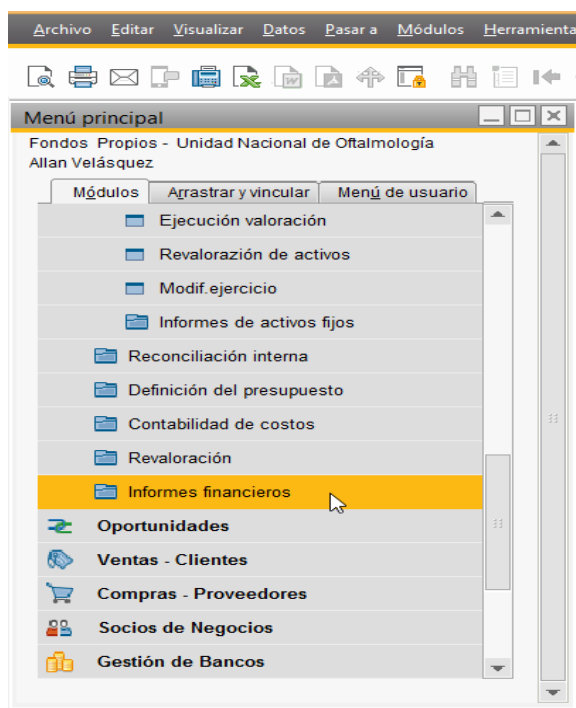 Archivo Editar Visualizar Datos Pasar a Módulos Herramienta
Menú principal
Fondos Propios - Unidad Nacional de Oftalmología
Allan Velásquez
Módulos Arrastrar y vincular Menú de usuario
Ejecución valoración
Revalorazión de activos
Modif.ejercicio
Informes de activos fijos
Reconciliación interna
Definición del presupuesto
Contabilidad de costos
Revaloración
Informes financieros
Oportunidades
Ventas - Clientes
Compras - Proveedores
Socios de Negocios
Gestión de Bancos